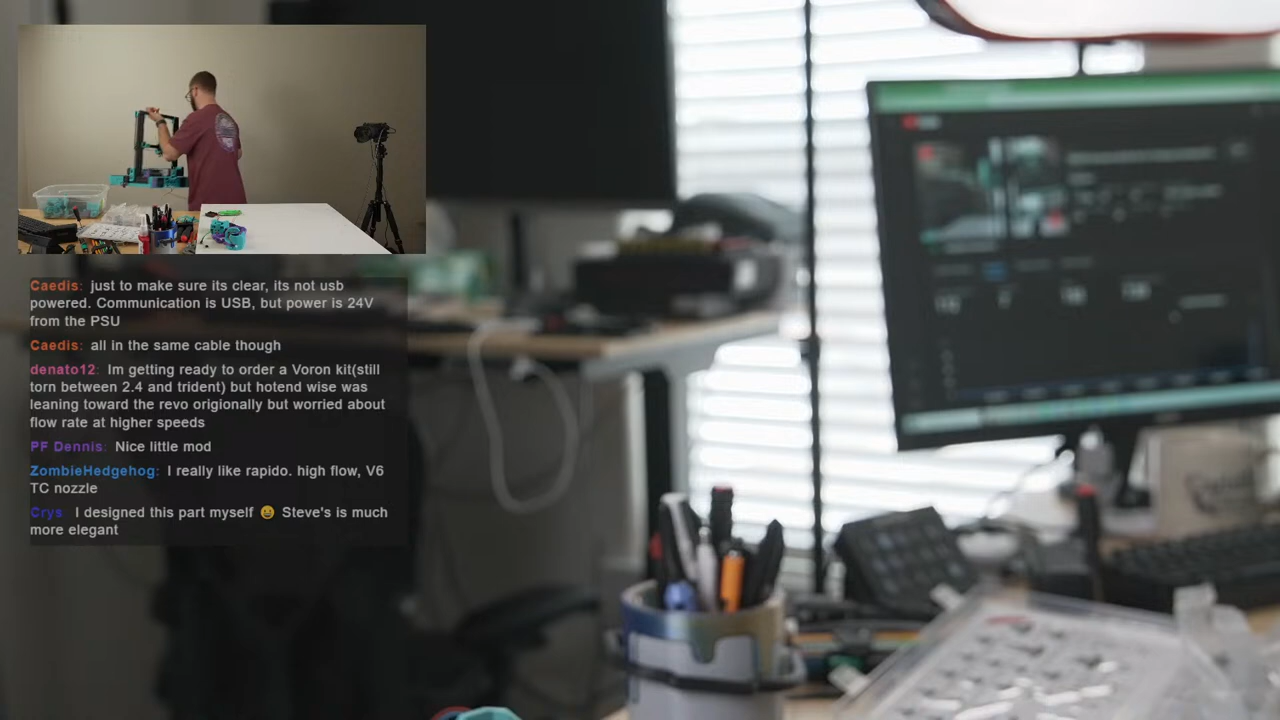 Caedis: just to make sure its clear, its not usb
powered. Communication is USB, but power is 24V
from the PSU
Caedis: all in the same cable though
denato12: Im getting ready to order a Voron kit(still
torn between 2.4 and trident) but hotend wise was
leaning toward the revo origionally but worried about
flow rate at higher speeds
PF Dennis: Nice little mod
ZombieHedgehog: I really like rapido. high flow, V6
TC nozzle
Crys I designed this part myself 😀 Steve's is much
more elegant